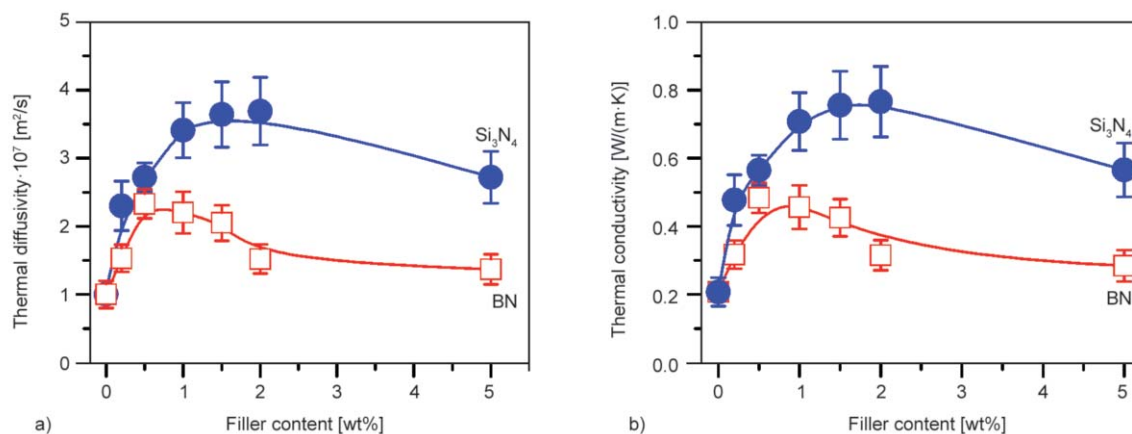 Thermal diffusivity·10⁷ [m²/s]
5
4
3
2
1
0
Si₃N₄
BN
0 1 2 3 4 5
a) Filler content [wt%]
Thermal conductivity [W/(m·K)]
1.0
0.8
0.6
0.4
0.2
0.0
Si₃N₄
BN
0 1 2 3 4 5
b) Filler content [wt%]